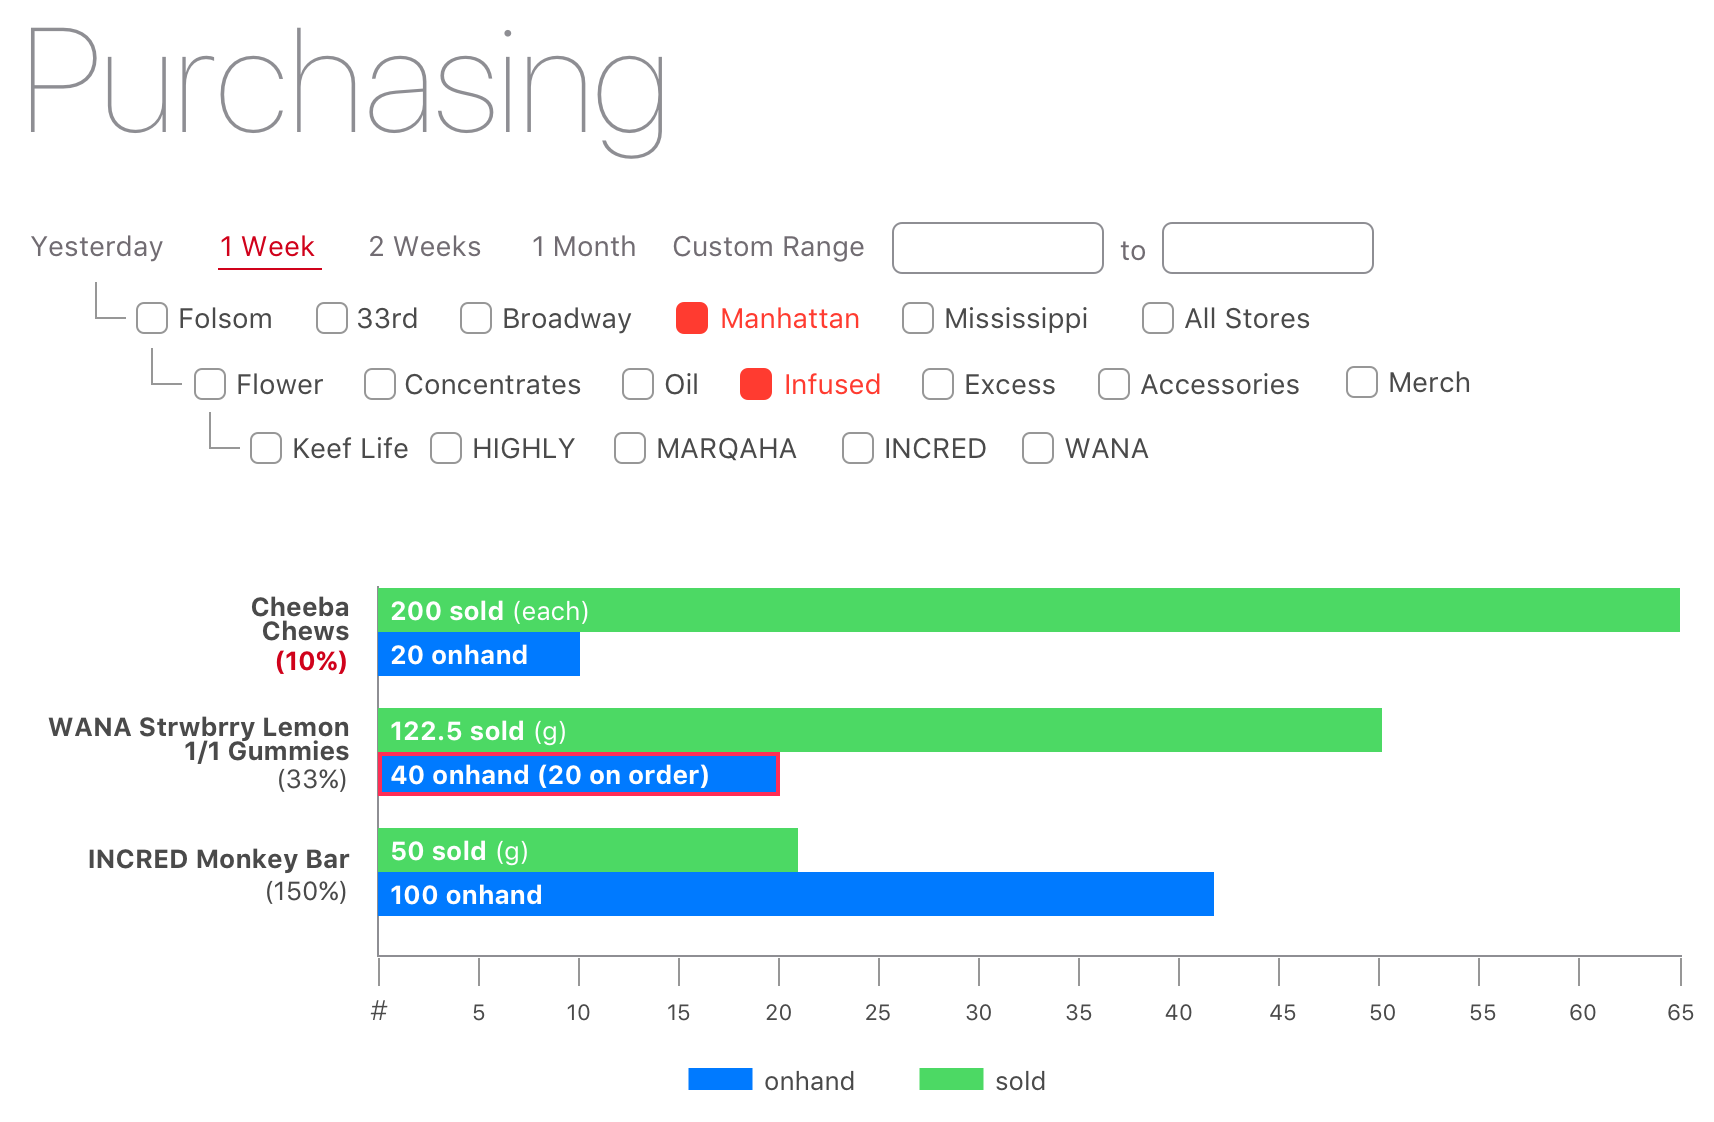 Purchasing
Yesterday 1 Week 2 Weeks 1 Month Custom Range to
Folsom 33rd Broadway Manhattan Mississippi All Stores
Flower Concentrates Oil Infused Excess Accessories Merch
Keef Life HIGHLY MARQAHA INCRED WANA
Cheeba
Chews
(10%)
200 sold (each)
20 onhand
WANA Strwbrry Lemon
1/1 Gummies
(33%)
122.5 sold (g)
40 onhand (20 on order)
INCRED Monkey Bar
(150%)
50 sold (g)
100 onhand
# 5 10 15 20 25 30 35 40 45 50 55 60 65
onhand sold